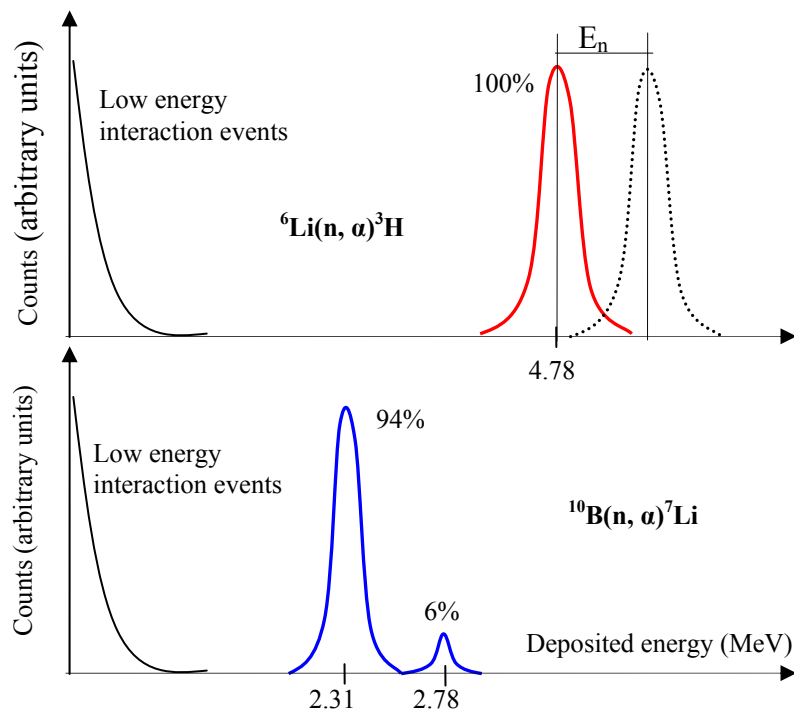 Counts (arbitrary units)
Low energy
interaction events
100%
Eₙ
⁶Li(n, α)³H
4.78
Counts (arbitrary units)
Low energy
interaction events
94%
6%
¹⁰B(n, α)⁷Li
Deposited energy (MeV)
2.31
2.78